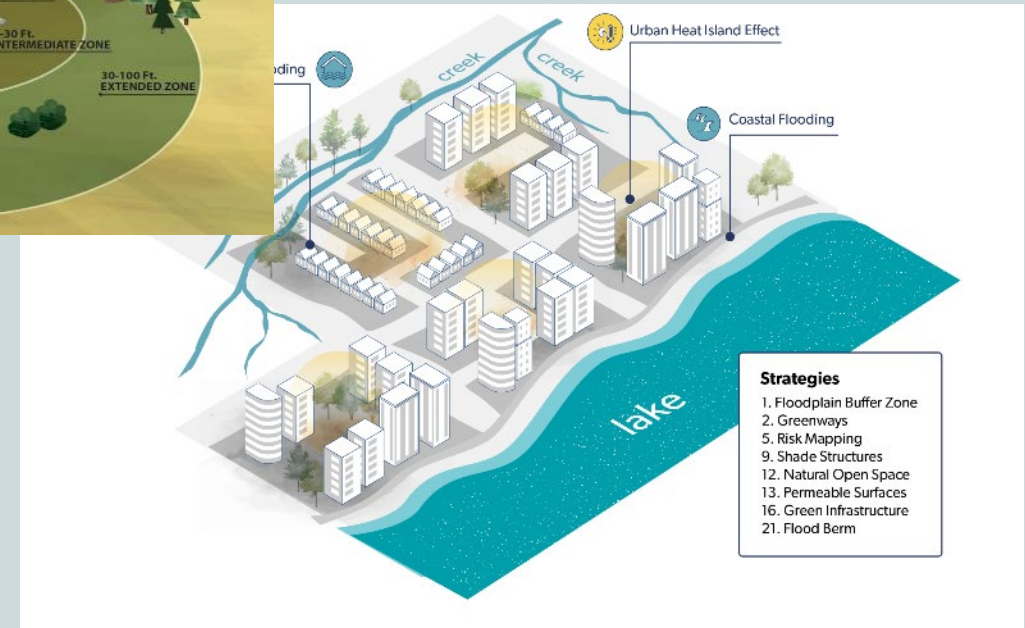 -30 Ft.
NTERMEDIATE ZONE
30-100 Ft.
EXTENDED ZONE
oding
creek
creek
Urban Heat Island Effect
Coastal Flooding
lake
Strategies
1. Floodplain Buffer Zone
2. Greenways
5. Risk Mapping
9. Shade Structures
12. Natural Open Space
13. Permeable Surfaces
16. Green Infrastructure
21. Flood Berm